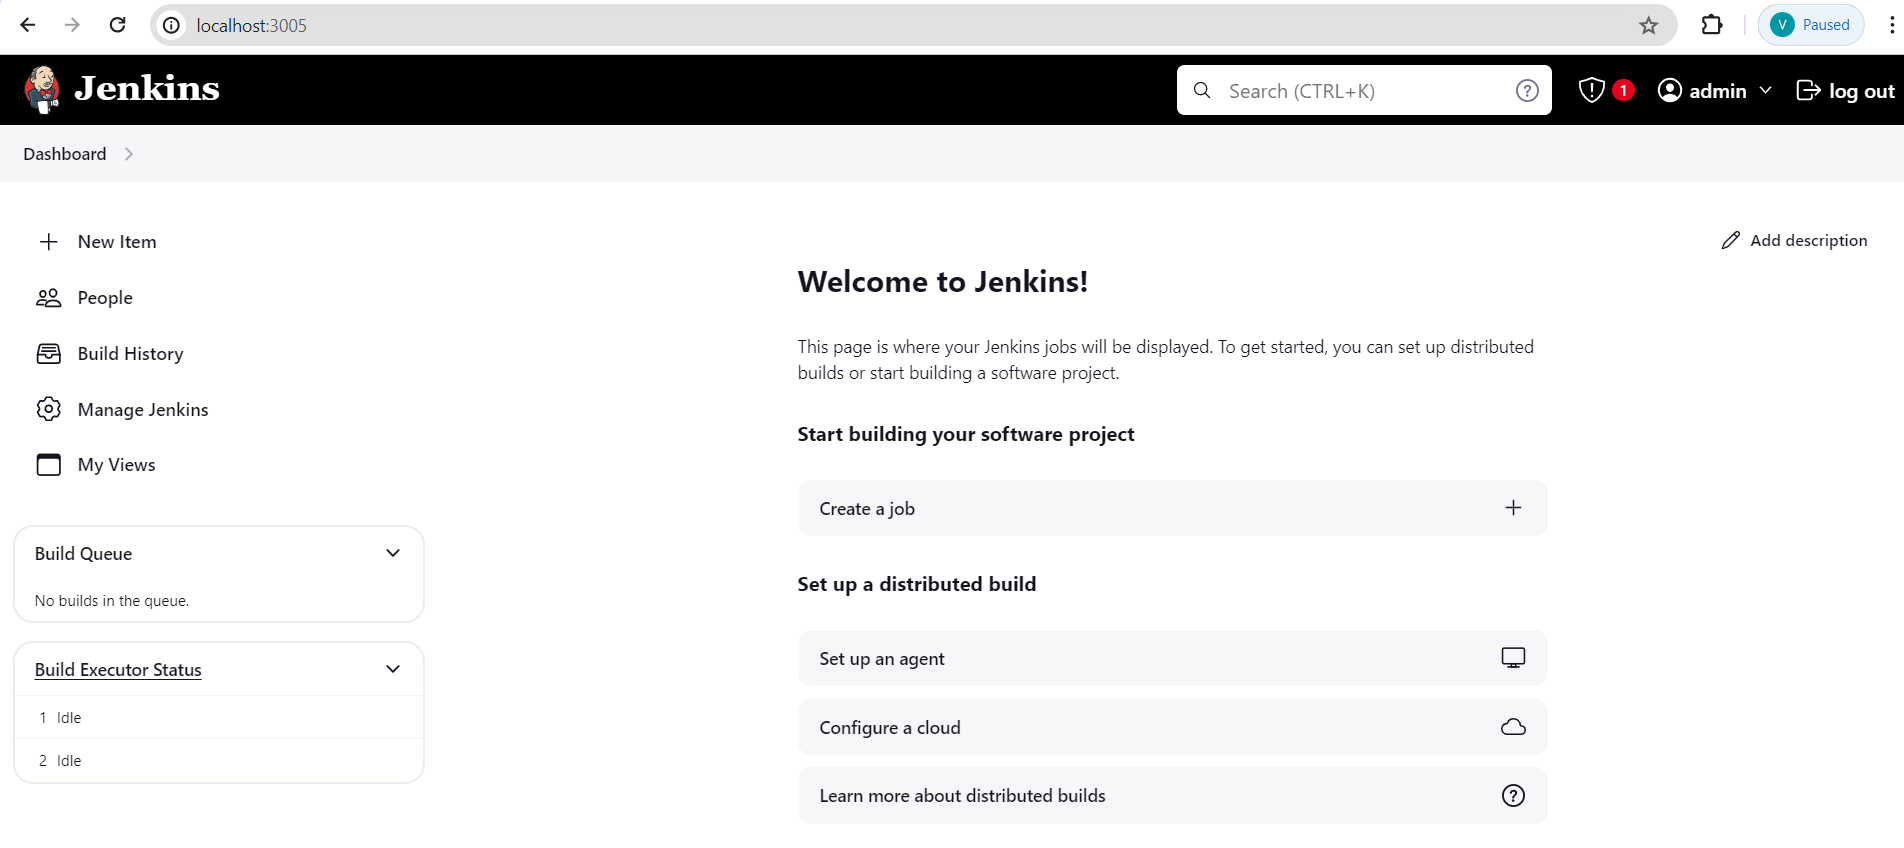 localhost:3005
V Paused
Jenkins
Search (CTRL+K) ?
1
admin
log out
Dashboard
New Item
People
Build History
Manage Jenkins
My Views
Build Queue
No builds in the queue.
Build Executor Status
1 Idle
2 Idle
Add description
Welcome to Jenkins!
This page is where your Jenkins jobs will be displayed. To get started, you can set up distributed
builds or start building a software project.
Start building your software project
Create a job
Set up a distributed build
Set up an agent
Configure a cloud
Learn more about distributed builds ?